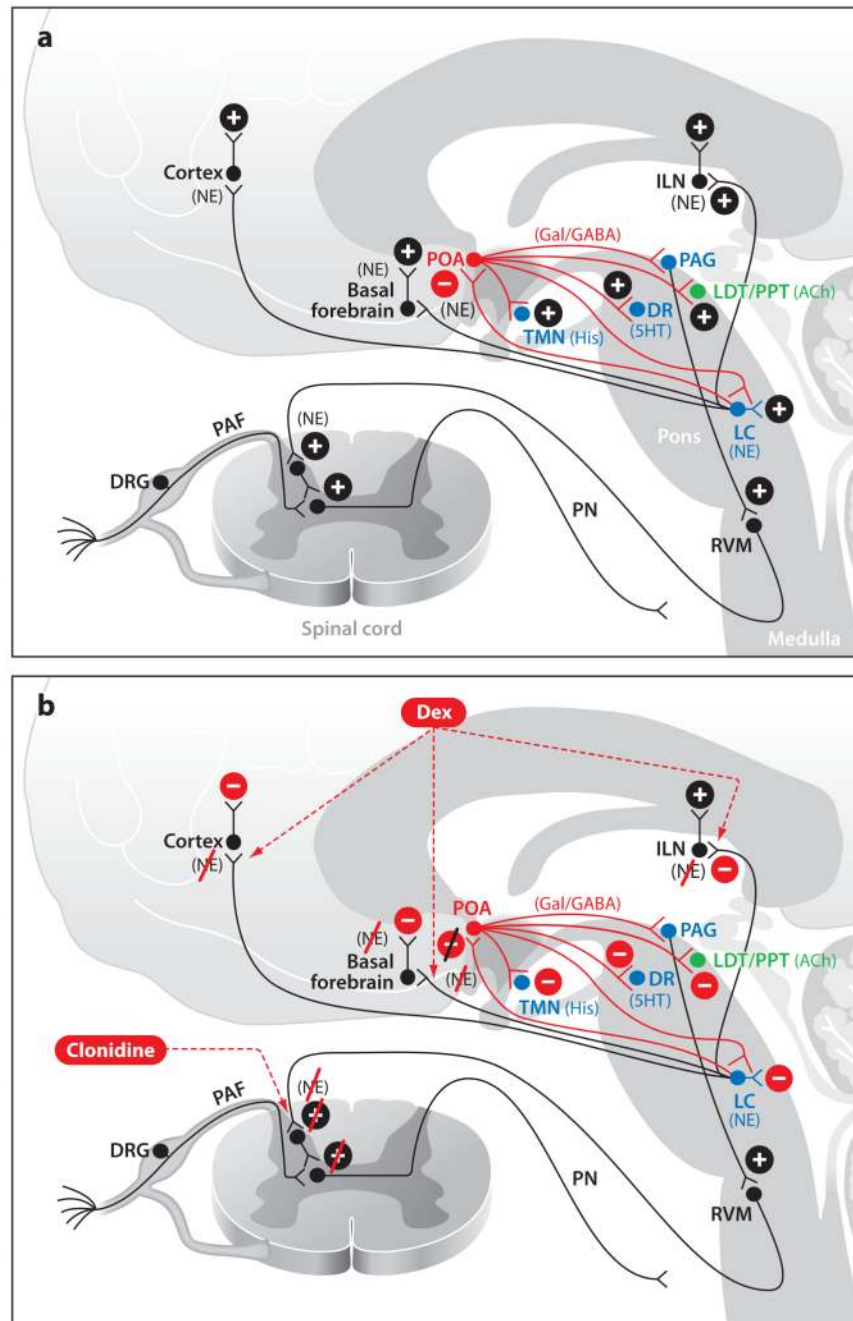 a
+
+
Cortex
ILN
(NE)
(NE)
+
(Gal/GABA)
+
POA
PAG
(NE)
−
LDT/PPT (ACh)
Basal
forebrain
(NE)
+
DR
+
+
TMN (His)
(5HT)
PAF
(NE)
+
LC
+
Pons
(NE)
DRG
+
PN
+
RVM
Spinal cord
Medulla
b
Dex
−
+
Cortex
ILN
(NE)
(NE)
−
(Gal/GABA)
−
POA
PAG
(NE)
−
LDT/PPT (ACh)
Basal
forebrain
(NE)
−
DR
−
−
TMN (His)
(5HT)
Clonidine
PAF
(NE)
+
LC
−
(NE)
DRG
+
PN
+
RVM
Spinal cord